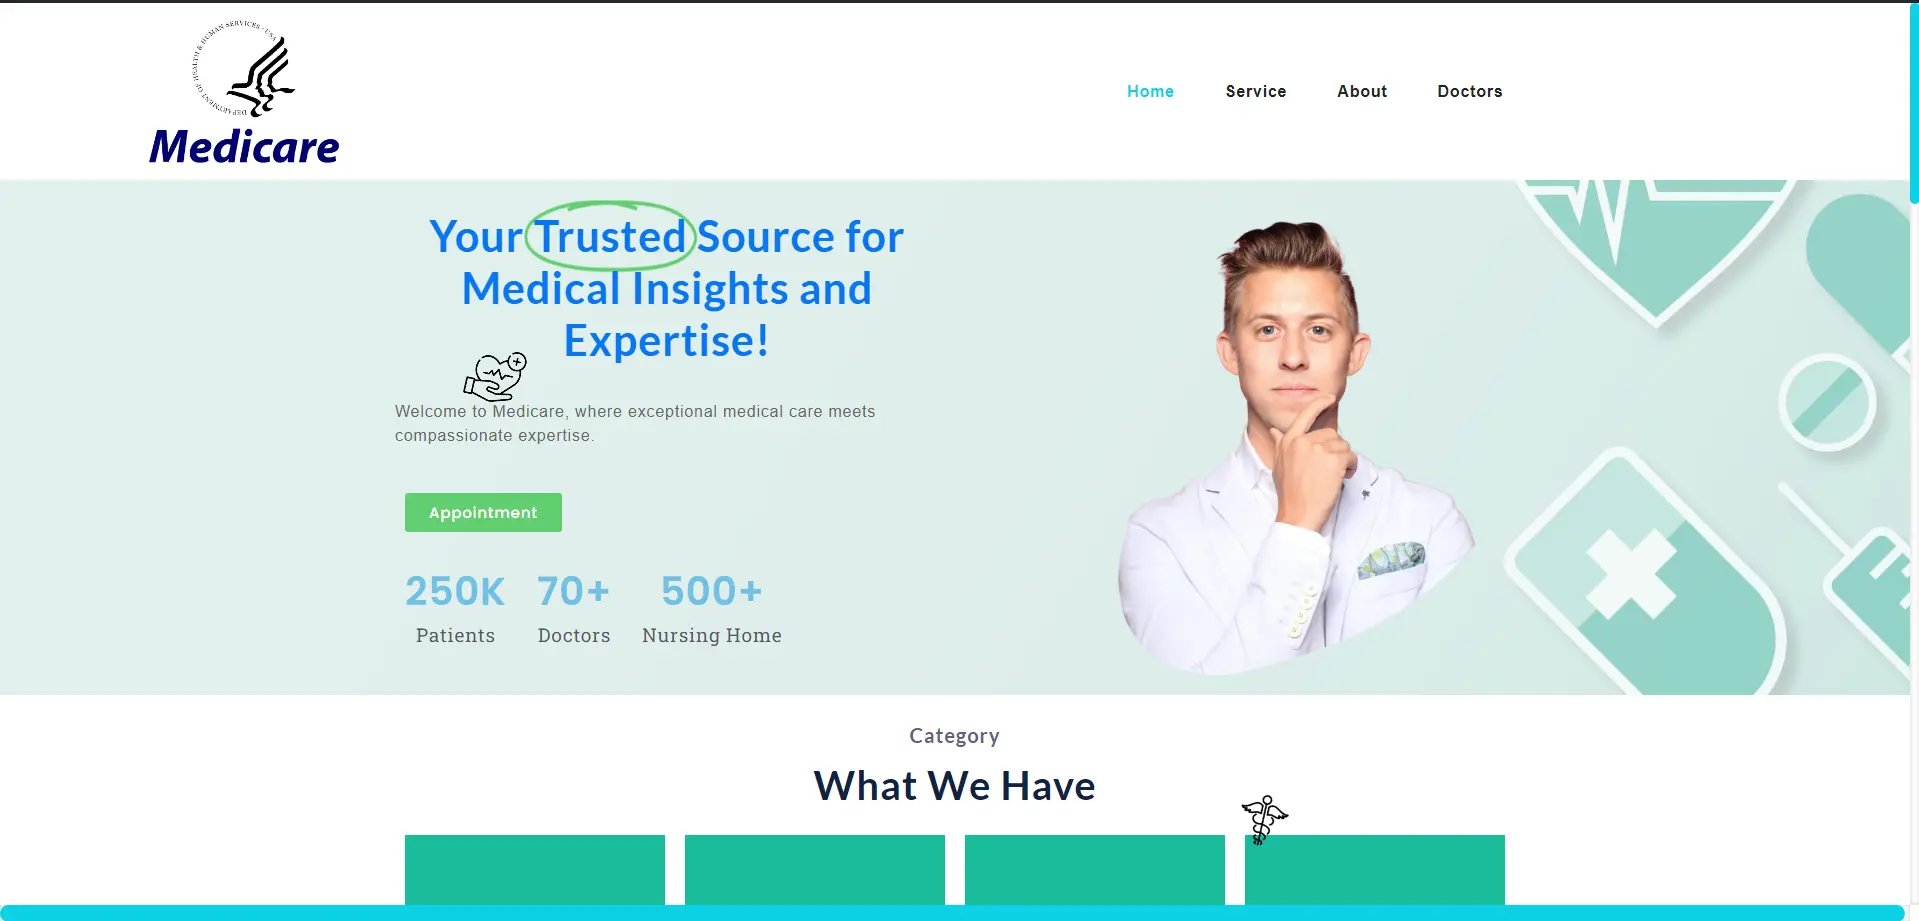 DEPARTMENT OF HEALTH & HUMAN SERVICES • USA
Medicare
Home
Service
About
Doctors
Your Trusted Source for
Medical Insights and
Expertise!
Welcome to Medicare, where exceptional medical care meets
compassionate expertise.
Appointment
250K
70+
500+
Patients
Doctors
Nursing Home
Category
What We Have